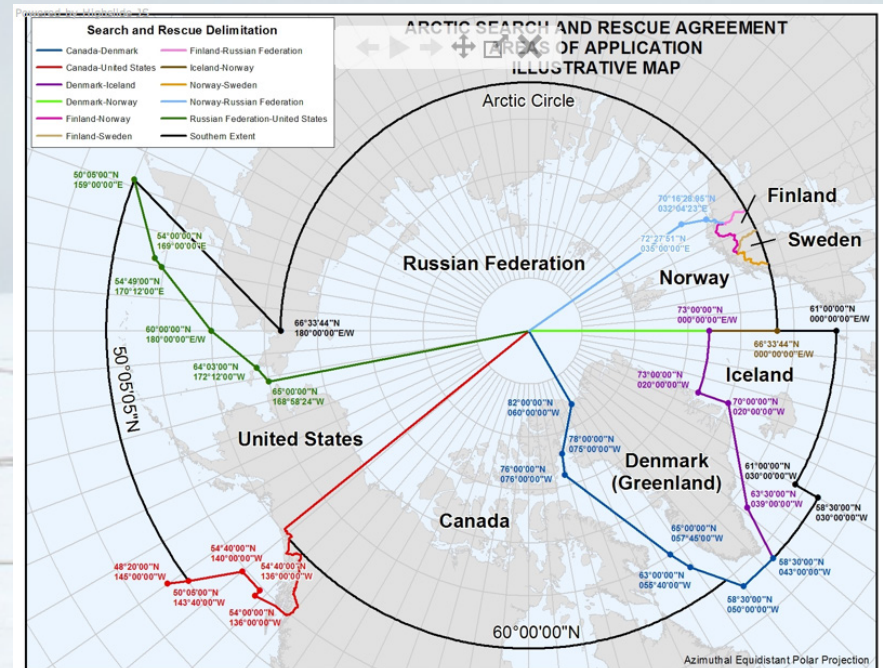 Powered by Highslide JS
ARCTIC SEARCH AND RESCUE AGREEMENT
AREAS OF APPLICATION
ILLUSTRATIVE MAP
Search and Rescue Delimitation
Canada-Denmark
Canada-United States
Denmark-Iceland
Denmark-Norway
Finland-Norway
Finland-Sweden
Finland-Russian Federation
Iceland-Norway
Norway-Sweden
Norway-Russian Federation
Russian Federation-United States
Southern Extent
Arctic Circle
50°05'00"N
159°00'00"E
54°00'00"N
169°00'00"E
54°49'00"N
170°12'00"E
60°00'00"N
180°00'00"E/W
64°03'00"N
172°12'00"W
65°00'00"N
168°58'24"W
66°33'44"N
180°00'00"E/W
50°05'05"N
Russian Federation
70°16'28.95"N
032°04'23"E
72°27'51"N
035°00'00"E
Finland
Sweden
Norway
73°00'00"N
000°00'00"E/W
61°00'00"N
000°00'00"E/W
66°33'44"N
000°00'00"E/W
Iceland
73°00'00"N
020°00'00"W
70°00'00"N
020°00'00"W
82°00'00"N
060°00'00"W
78°00'00"N
075°00'00"W
76°00'00"N
076°00'00"W
United States
Canada
Denmark
(Greenland)
61°00'00"N
030°00'00"W
63°30'00"N
039°00'00"W
58°30'00"N
030°00'00"W
65°00'00"N
057°45'00"W
63°00'00"N
055°40'00"W
58°30'00"N
043°00'00"W
58°30'00"N
050°00'00"W
48°20'00"N
145°00'00"W
50°05'00"N
143°40'00"W
54°40'00"N
140°00'00"W
54°40'00"N
136°00'00"W
54°00'00"N
136°00'00"W
60°00'00"N
Azimuthal Equidistant Polar Projection